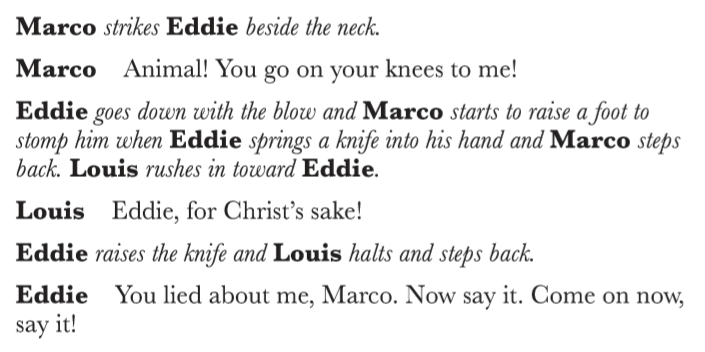 Marco strikes Eddie beside the neck.
Marco Animal! You go on your knees to me!
Eddie goes down with the blow and Marco starts to raise a foot to
stomp him when Eddie springs a knife into his hand and Marco steps
back. Louis rushes in toward Eddie.
Louis Eddie, for Christ’s sake!
Eddie raises the knife and Louis halts and steps back.
Eddie You lied about me, Marco. Now say it. Come on now,
say it!